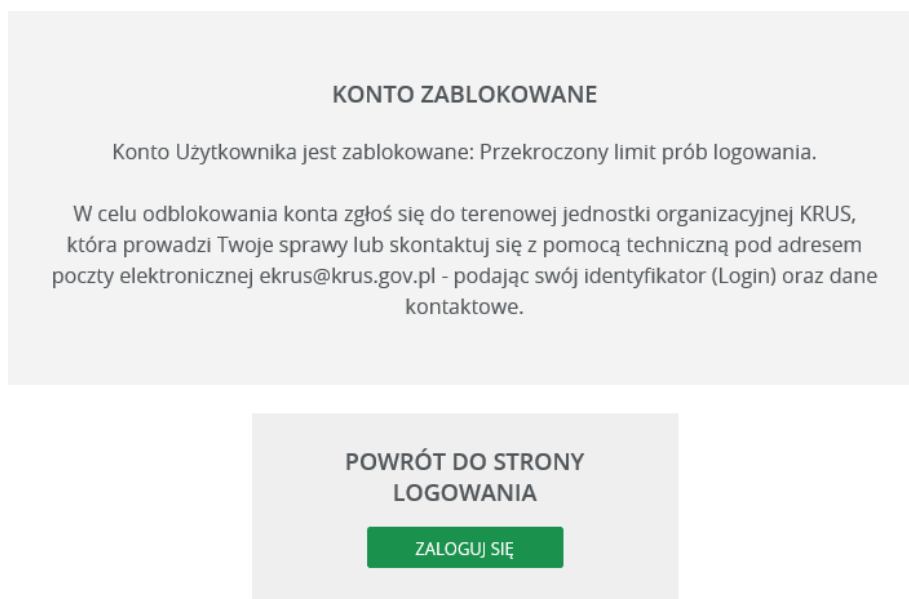 KONTO ZABLOKOWANE
Konto Użytkownika jest zablokowane: Przekroczony limit prób logowania.
W celu odblokowania konta zgłoś się do terenowej jednostki organizacyjnej KRUS,
która prowadzi Twoje sprawy lub skontaktuj się z pomocą techniczną pod adresem
poczty elektronicznej ekrus@krus.gov.pl - podając swój identyfikator (Login) oraz dane
kontaktowe.
POWRÓT DO STRONY
LOGOWANIA
ZALOGUJ SIĘ